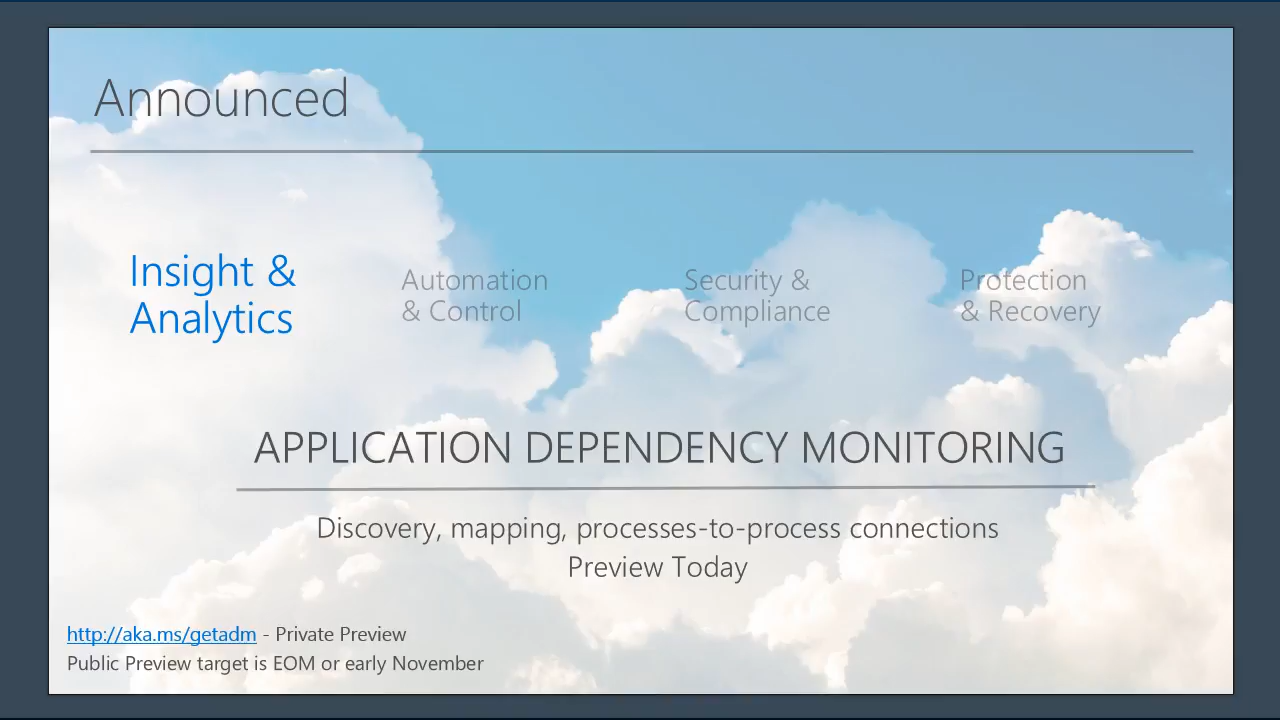 Announced
Insight &
Analytics
Automation
& Control
Security &
Compliance
Protection
& Recovery
APPLICATION DEPENDENCY MONITORING
Discovery, mapping, processes-to-process connections
Preview Today
http://aka.ms/getadm - Private Preview
Public Preview target is EOM or early November